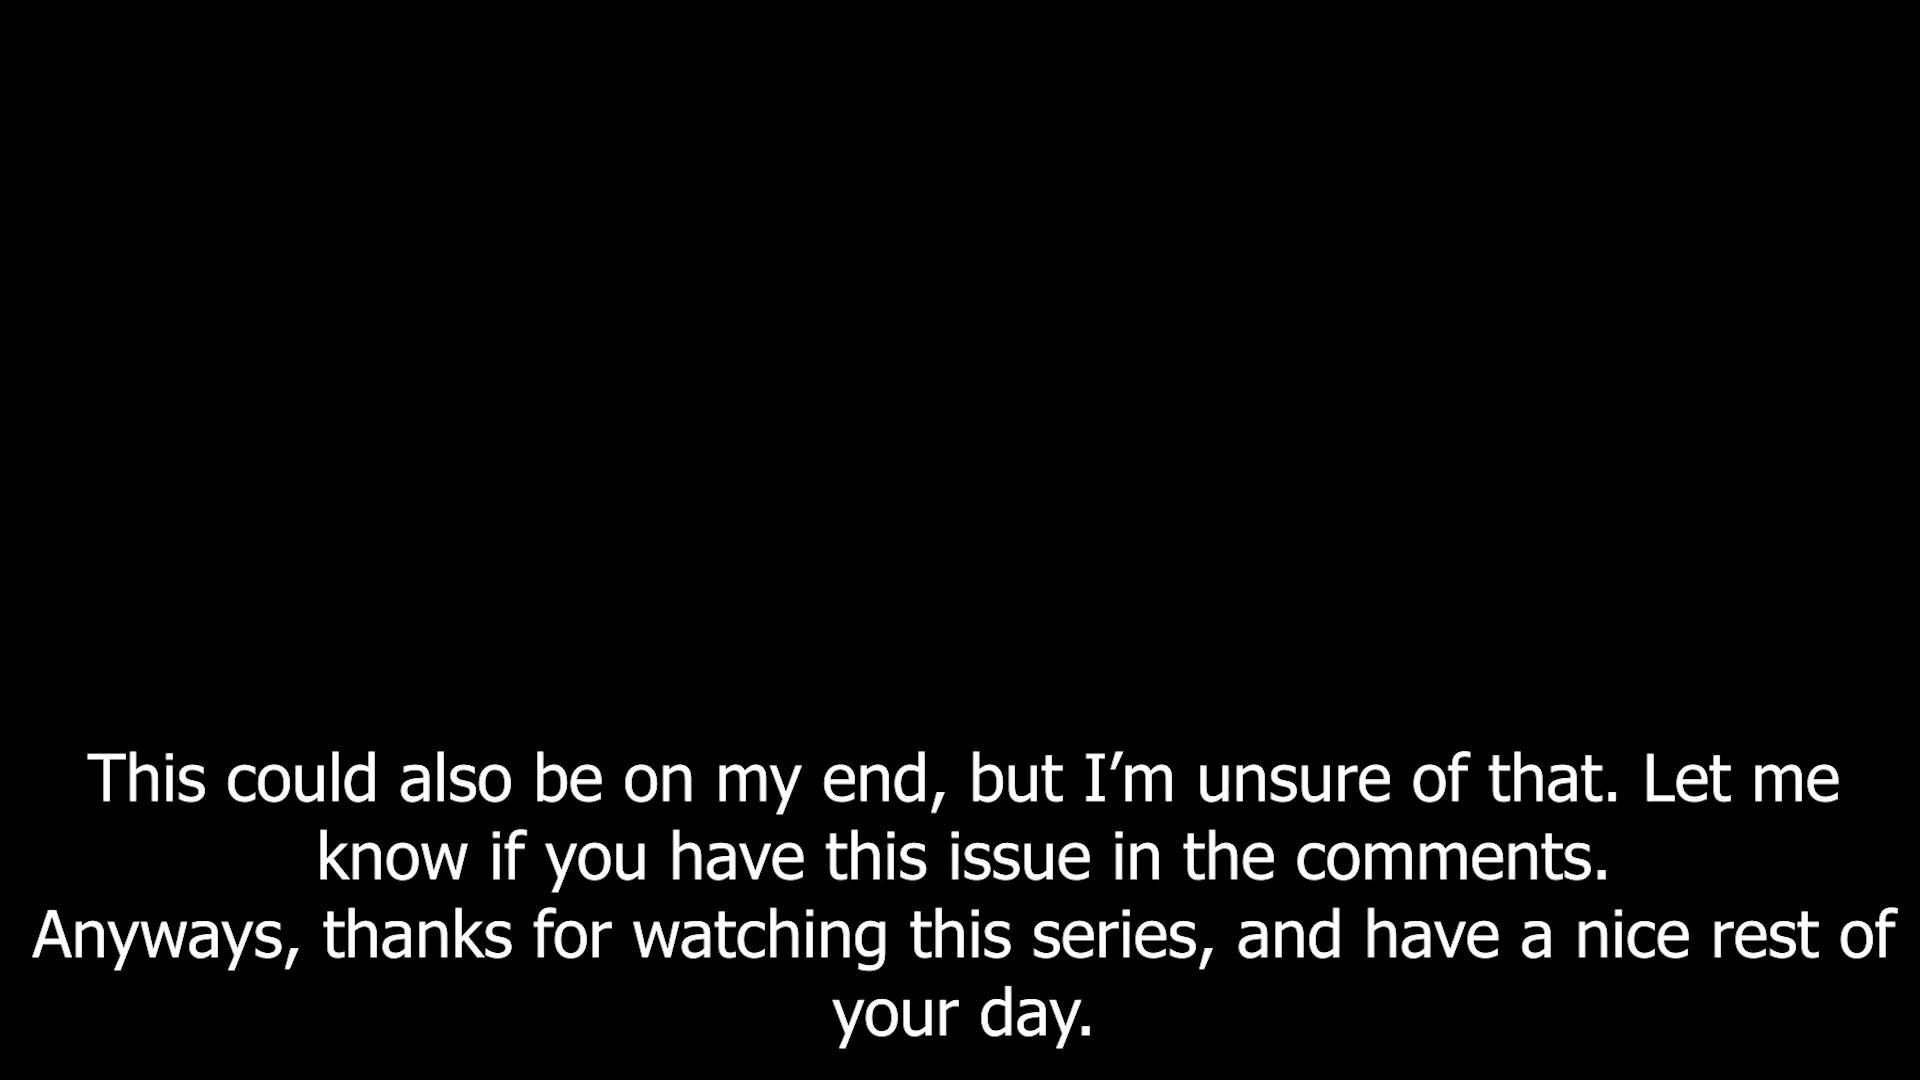 This could also be on my end, but I’m unsure of that. Let me
know if you have this issue in the comments.
Anyways, thanks for watching this series, and have a nice rest of
your day.